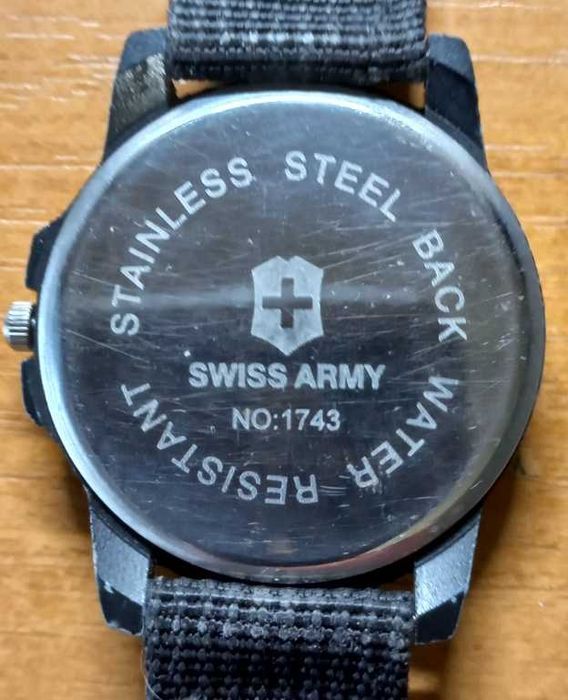 STAINLESS STEEL BACK WATER RESISTANT
SWISS ARMY
NO:1743